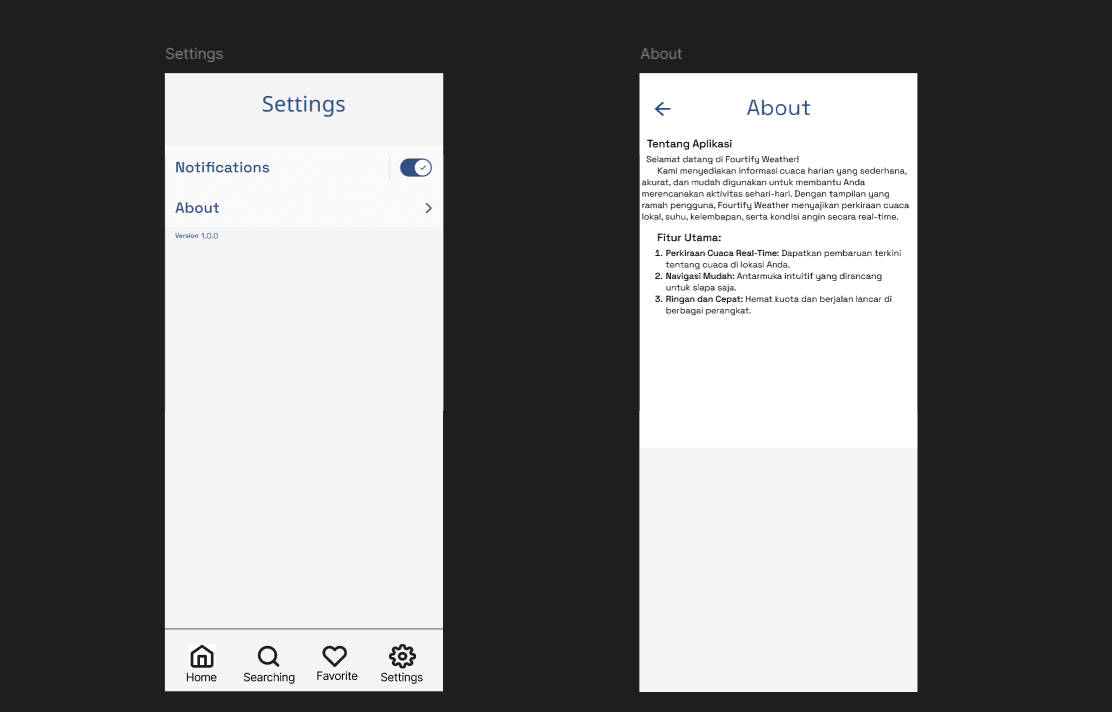 Settings
Settings
Notifications
About
Version 1.0.0
Home
Searching
Favorite
Settings
About
About
Tentang Aplikasi
Selamat datang di Fourtify Weather!
Kami menyediakan informasi cuaca harian yang sederhana,
akurat, dan mudah digunakan untuk membantu Anda
merencanakan aktivitas sehari-hari. Dengan tampilan yang
ramah pengguna, Fourtify Weather menyajikan perkiraan cuaca
lokal, suhu, kelembapan, serta kondisi angin secara real-time.
Fitur Utama:
1. Perkiraan Cuaca Real-Time: Dapatkan pembaruan terkini
tentang cuaca di lokasi Anda.
2. Navigasi Mudah: Antarmuka intuitif yang dirancang
untuk siapa saja.
3. Ringan dan Cepat: Hemat kuota dan berjalan lancar di
berbagai perangkat.